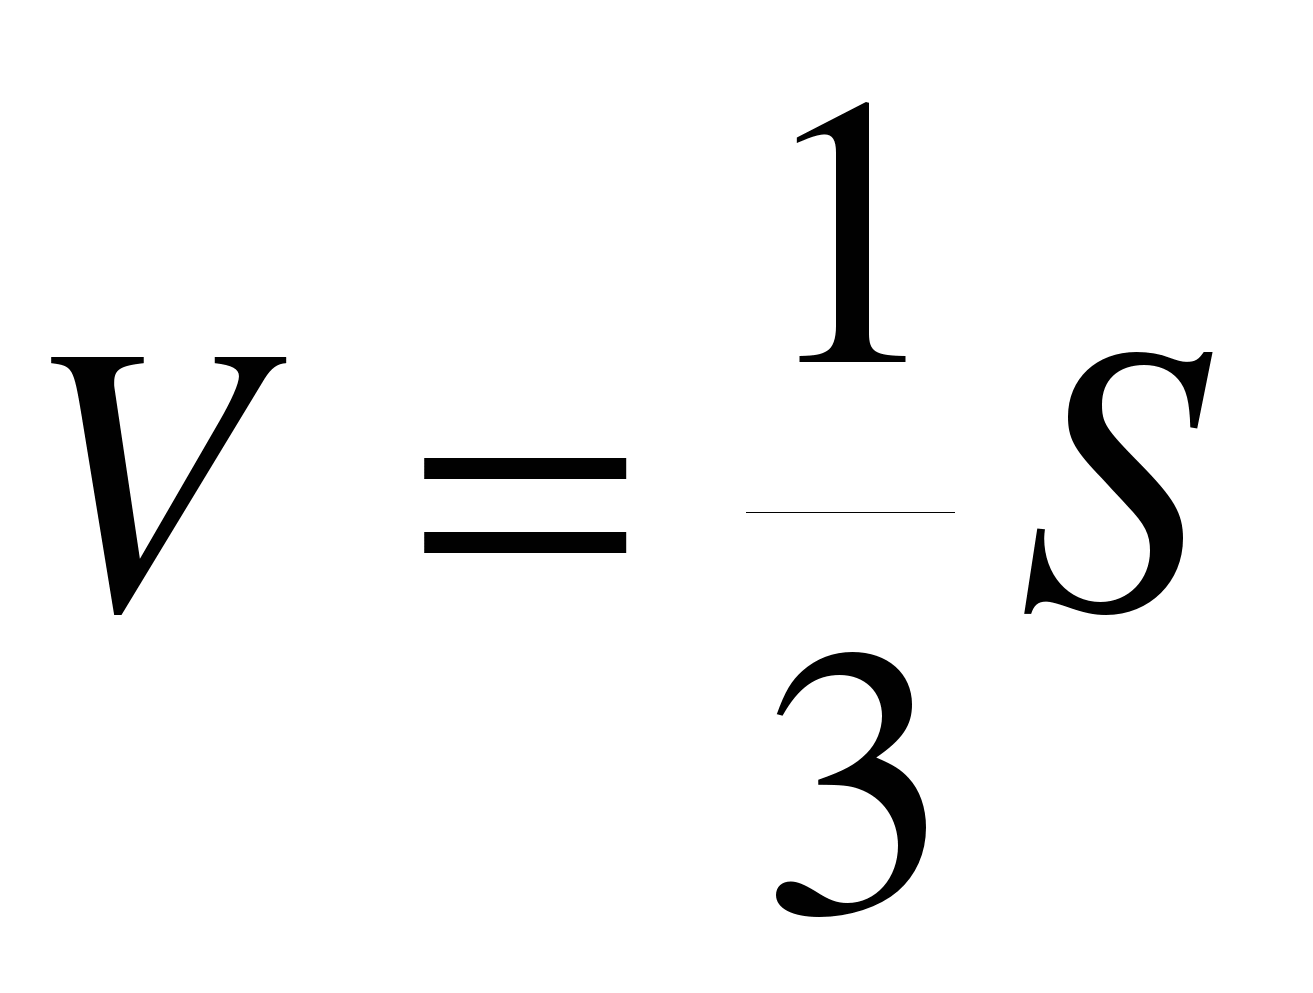 V = 1/3 S